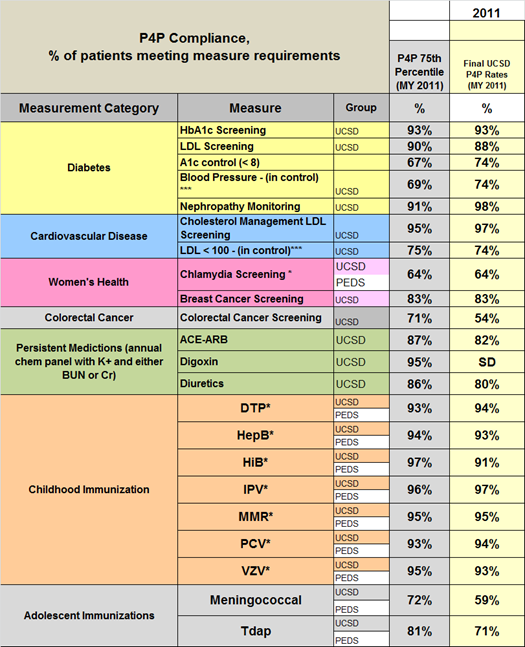 P4P Compliance,
% of patients meeting measure requirements
2011
P4P 75th
Percentile
(MY 2011)
Final UCSD
P4P Rates
(MY 2011)
Measurement Category Measure Group % %
Diabetes
HbA1c Screening UCSD 93% 93%
LDL Screening UCSD 90% 88%
A1c control (< 8) 67% 74%
Blood Pressure - (in control)
*** UCSD 69% 74%
Nephropathy Monitoring UCSD 91% 98%
Cardiovascular Disease
Cholesterol Management LDL
Screening UCSD 95% 97%
LDL < 100 - (in control)*** UCSD 75% 74%
Women's Health
Chlamydia Screening * UCSD
PEDS 64% 64%
Breast Cancer Screening UCSD 83% 83%
Colorectal Cancer Colorectal Cancer Screening UCSD 71% 54%
Persistent Medictions (annual
chem panel with K+ and either
BUN or Cr)
ACE-ARB UCSD 87% 82%
Digoxin UCSD 95% SD
Diuretics UCSD 86% 80%
Childhood Immunization
DTP* UCSD
PEDS 93% 94%
HepB* UCSD
PEDS 94% 93%
HiB* UCSD
PEDS 97% 91%
IPV* UCSD
PEDS 96% 97%
MMR* UCSD
PEDS 95% 95%
PCV* UCSD
PEDS 93% 94%
VZV* UCSD
PEDS 95% 93%
Adolescent Immunizations
Meningococcal UCSD
PEDS 72% 59%
Tdap UCSD
PEDS 81% 71%